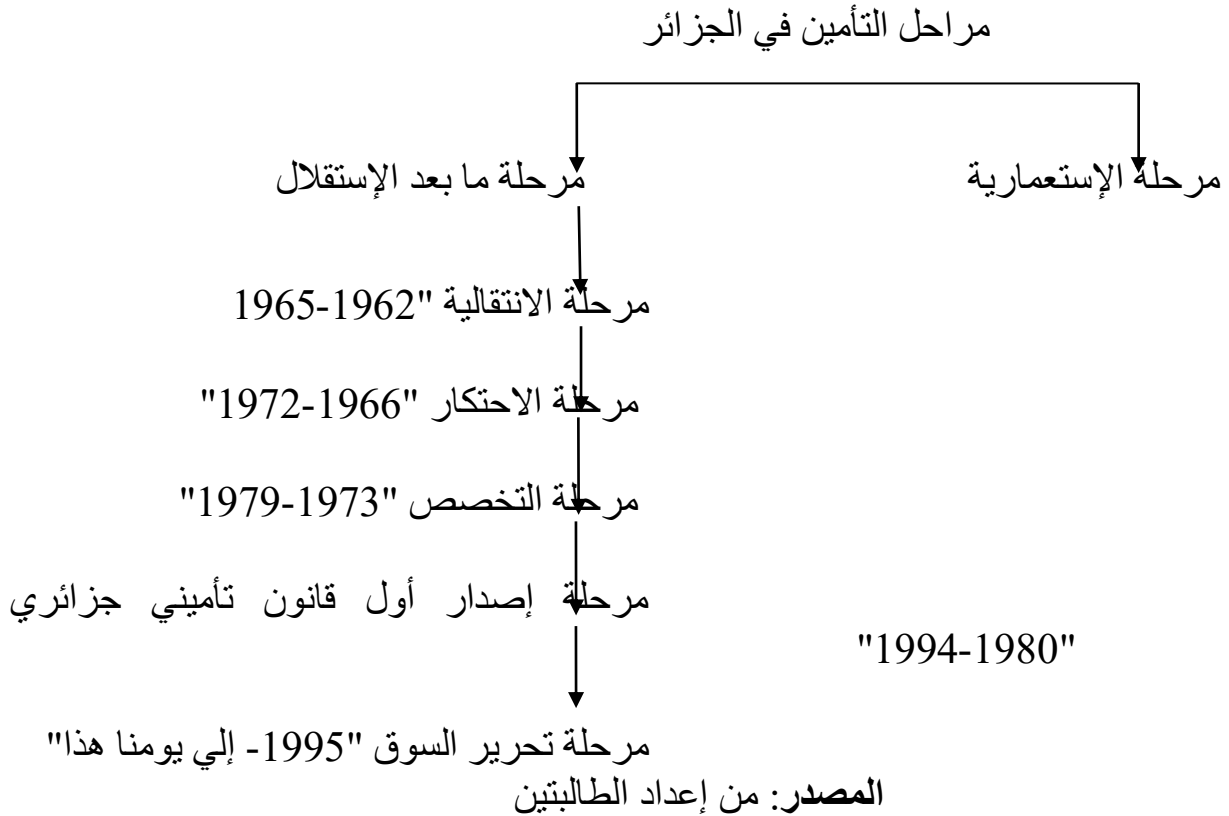 مراحل التأمين في الجزائر
مرحلة الإستعمارية
مرحلة ما بعد الإستقلال
مرحلة الانتقالية "1962-1965
مرحلة الاحتكار "1966-1972"
مرحلة التخصص "1973-1979"
مرحلة إصدار أول قانون تأميني جزائري
"1980-1994"
مرحلة تحرير السوق "1995- إلي يومنا هذا"
المصدر: من إعداد الطالبتين